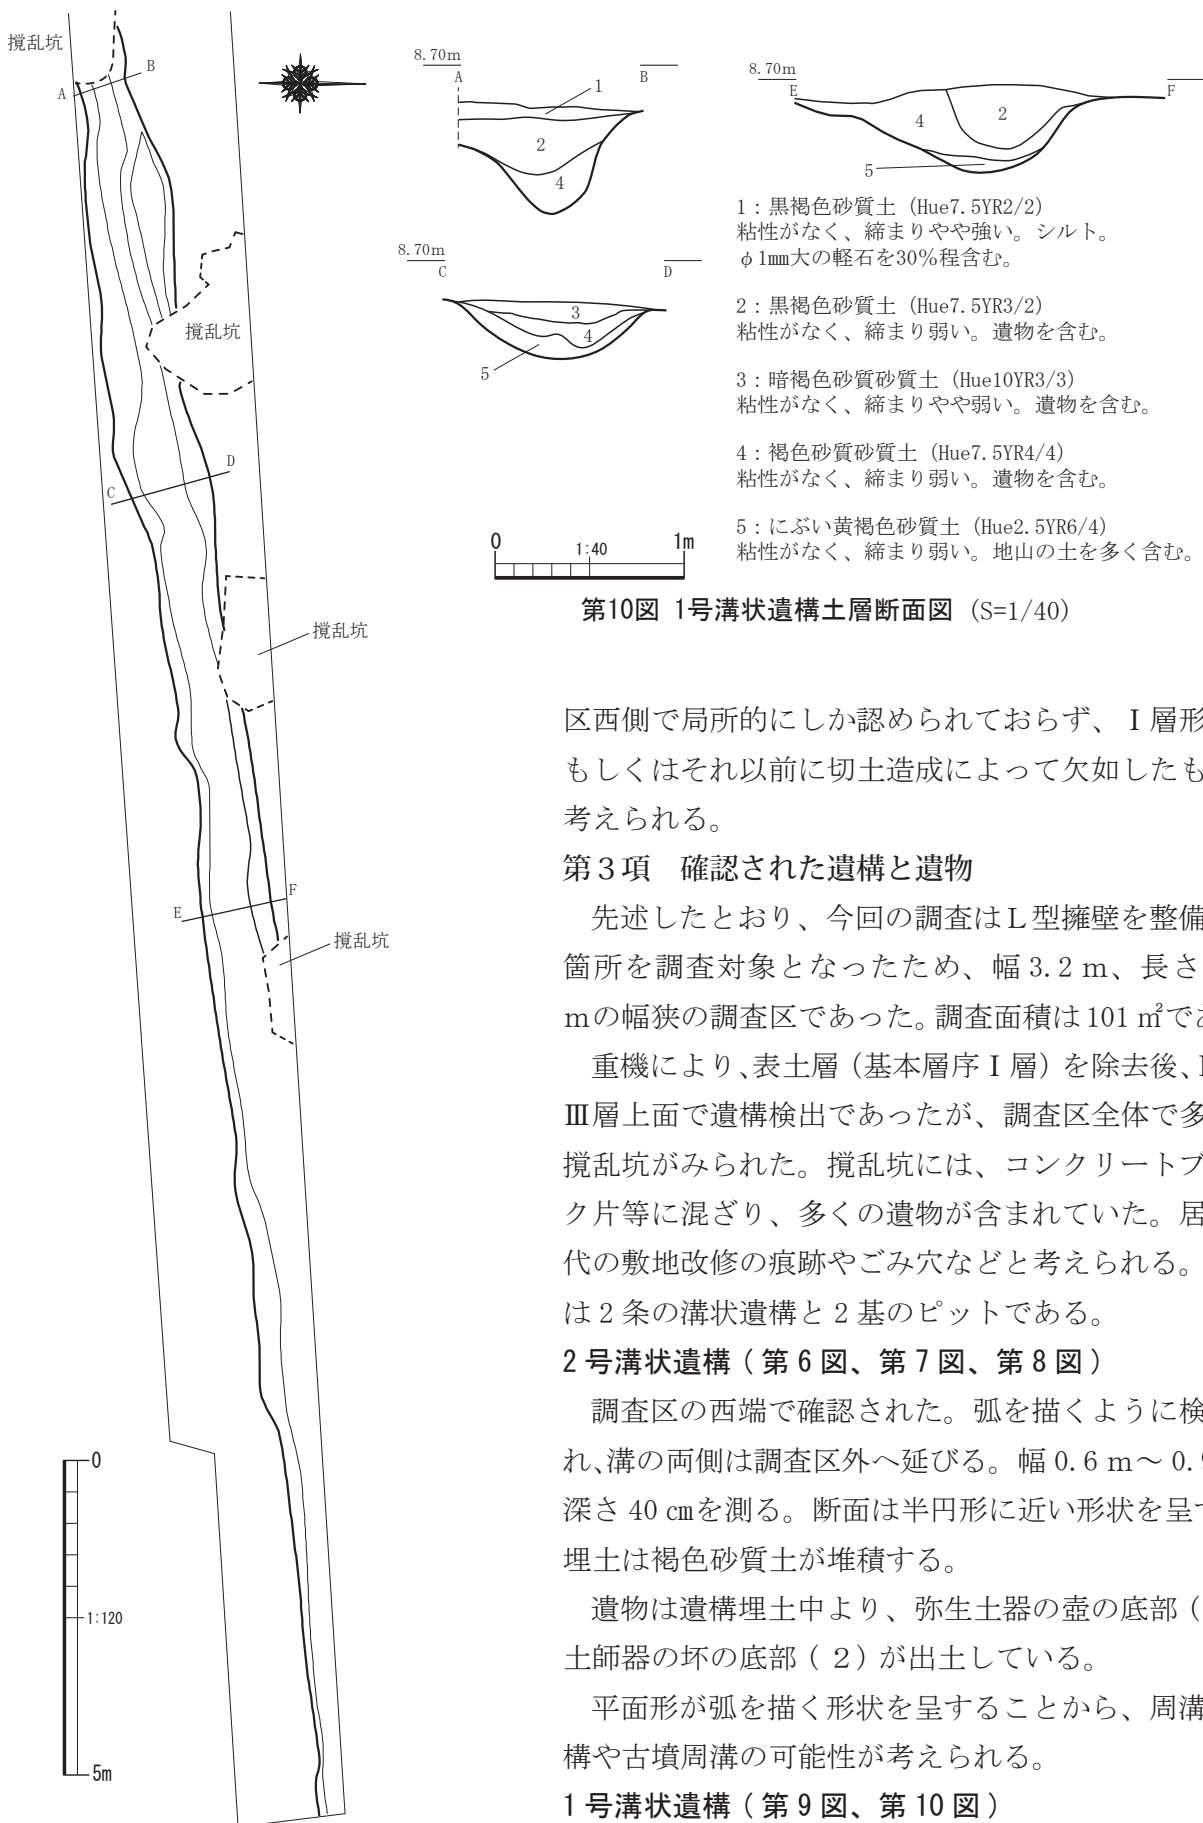 撹乱坑
A
B
撹乱坑
C
D
撹乱坑
E
F
撹乱坑
0
1:120
5m
8.70m
A
B
1
2
4
8.70m
E
F
4
2
5
8.70m
C
D
3
4
5
1：黒褐色砂質土（Hue7.5YR2/2）
粘性がなく、締まりやや強い。シルト。
φ1㎜大の軽石を30％程含む。
2：黒褐色砂質土（Hue7.5YR3/2）
粘性がなく、締まり弱い。遺物を含む。
3：暗褐色砂質砂質土（Hue10YR3/3）
粘性がなく、締まりやや弱い。遺物を含む。
4：褐色砂質砂質土（Hue7.5YR4/4）
粘性がなく、締まり弱い。遺物を含む。
5：にぶい黄褐色砂質土（Hue2.5YR6/4）
粘性がなく、締まり弱い。地山の土を多く含む。
0
1:40
1m
第10図 1号溝状遺構土層断面図（S=1/40）
区西側で局所的にしか認められておらず、Ⅰ層形
もしくはそれ以前に切土造成によって欠如したも
考えられる。
第３項　確認された遺構と遺物
先述したとおり、今回の調査はＬ型擁壁を整備
箇所を調査対象となったため、幅 3.2 ｍ、長さ
ｍの幅狭の調査区であった。調査面積は 101 ㎡であ
重機により、表土層（基本層序Ⅰ層）を除去後、
Ⅲ層上面で遺構検出であったが、調査区全体で多
撹乱坑がみられた。撹乱坑には、コンクリートブ
ク片等に混ざり、多くの遺物が含まれていた。居
代の敷地改修の痕跡やごみ穴などと考えられる。
は 2 条の溝状遺構と 2 基のピットである。
2 号溝状遺構（第 6 図、第 7 図、第 8 図）
調査区の西端で確認された。弧を描くように検
れ、溝の両側は調査区外へ延びる。幅 0.6 ｍ～ 0.9
深さ 40 ㎝を測る。断面は半円形に近い形状を呈
埋土は褐色砂質土が堆積する。
遺物は遺構埋土中より、弥生土器の壺の底部（
土師器の坏の底部（ 2）が出土している。
平面形が弧を描く形状を呈することから、周溝
構や古墳周溝の可能性が考えられる。
1 号溝状遺構（第 9 図、第 10 図）